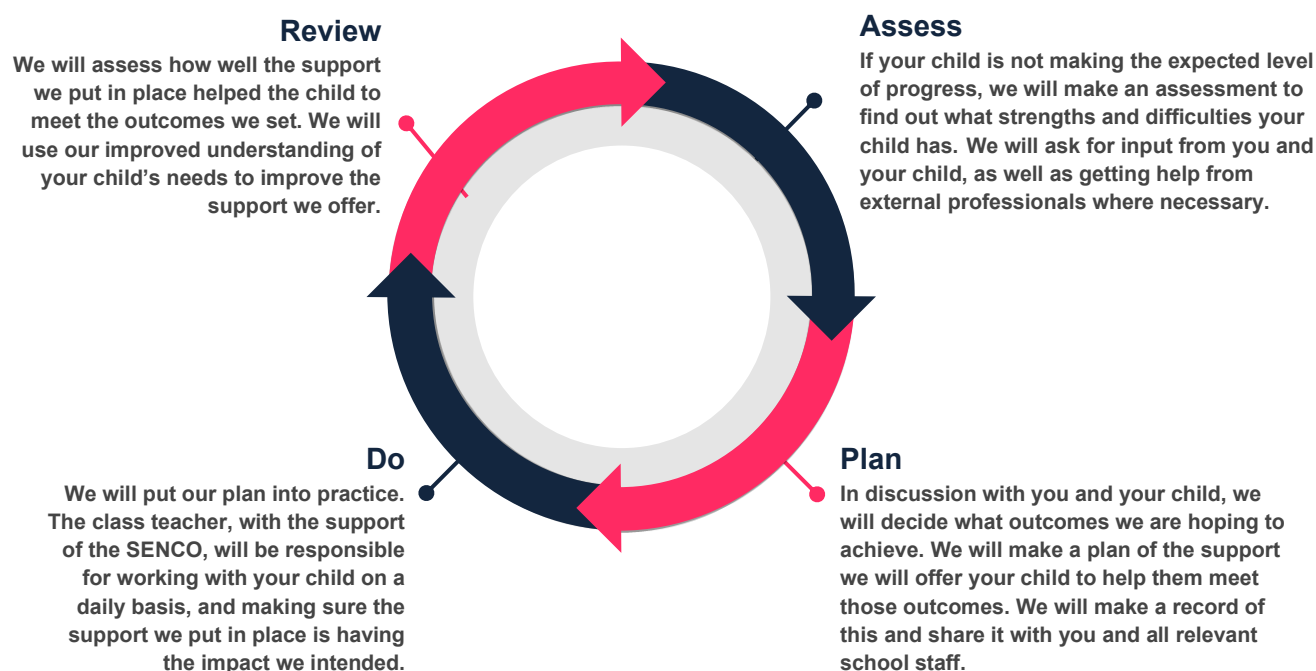 Review
We will assess how well the support
we put in place helped the child to
meet the outcomes we set. We will
use our improved understanding of
your child’s needs to improve the
support we offer.
Assess
If your child is not making the expected level
of progress, we will make an assessment to
find out what strengths and difficulties your
child has. We will ask for input from you and
your child, as well as getting help from
external professionals where necessary.
Do
We will put our plan into practice.
The class teacher, with the support
of the SENCO, will be responsible
for working with your child on a
daily basis, and making sure the
support we put in place is having
the impact we intended.
Plan
In discussion with you and your child, we
will decide what outcomes we are hoping to
achieve. We will make a plan of the support
we will offer your child to help them meet
those outcomes. We will make a record of
this and share it with you and all relevant
school staff.